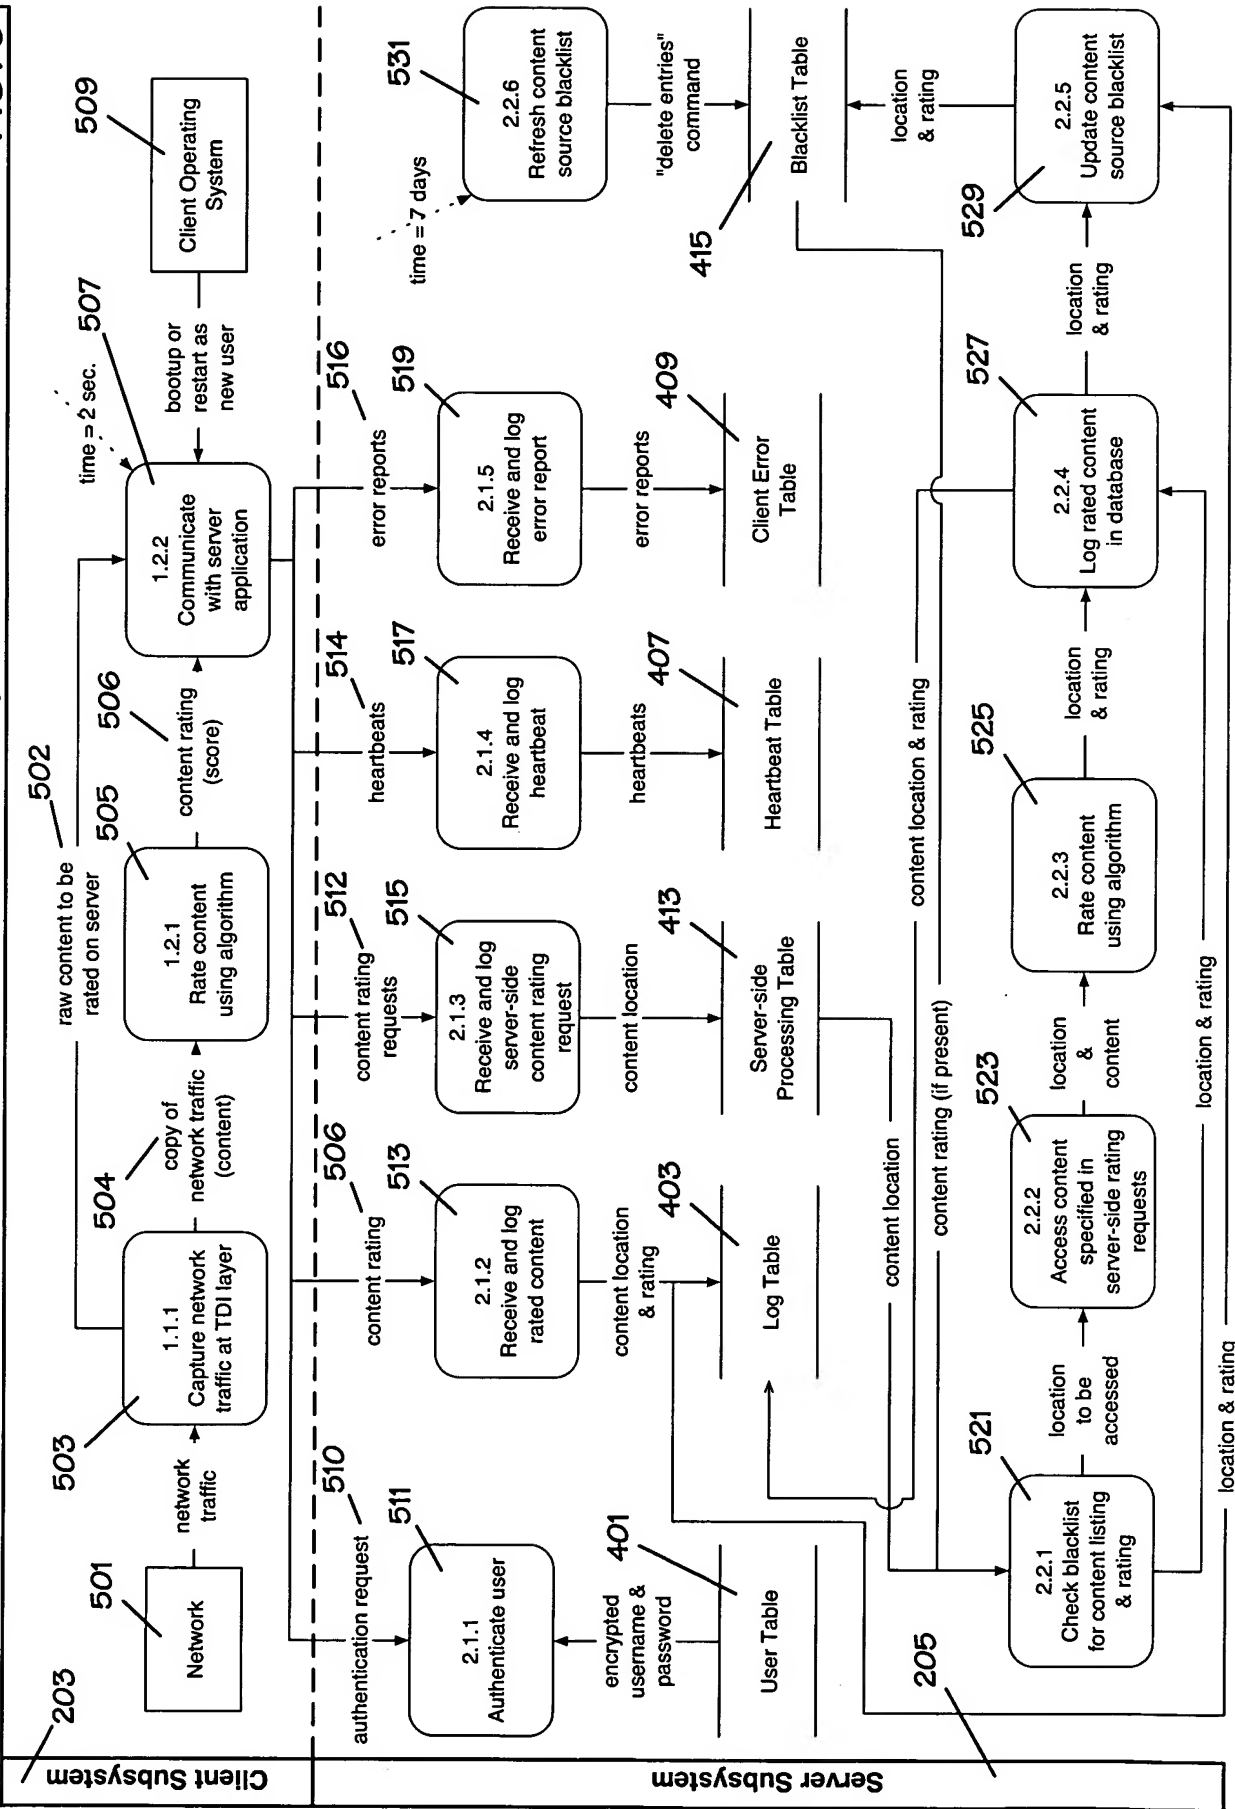 203
Client Subsystem
501
Network
network
traffic
503
1.1.1
Capture network
traffic at TDI layer
504
copy of
network traffic
(content)
502
raw content to be
rated on server
505
1.2.1
Rate content
using algorithm
506
content rating
(score)
507
time = 2 sec.
1.2.2
Communicate
with server
application
bootup or
restart as
new user
509
Client Operating
System
Server Subsystem
205
510
authentication request
511
2.1.1
Authenticate user
encrypted
username &
password
401
User Table
506
content rating
513
2.1.2
Receive and log
rated content
content location
& rating
403
Log Table
512
content rating
requests
515
2.1.3
Receive and log
server-side
content rating
request
content location
413
Server-side
Processing Table
514
heartbeats
517
2.1.4
Receive and log
heartbeat
heartbeats
407
Heartbeat Table
516
error reports
519
2.1.5
Receive and log
error report
error reports
409
Client Error
Table
time = 7 days
531
2.2.6
Refresh content
source blacklist
"delete entries"
command
415
Blacklist Table
location
& rating
content location
content rating (if present)
content location & rating
521
2.2.1
Check blacklist
for content listing
& rating
location
to be
accessed
523
2.2.2
Access content
specified in
server-side rating
requests
location
&
content
525
2.2.3
Rate content
using algorithm
location
& rating
527
2.2.4
Log rated content
in database
location
& rating
529
2.2.5
Update content
source blacklist
location & rating
location & rating